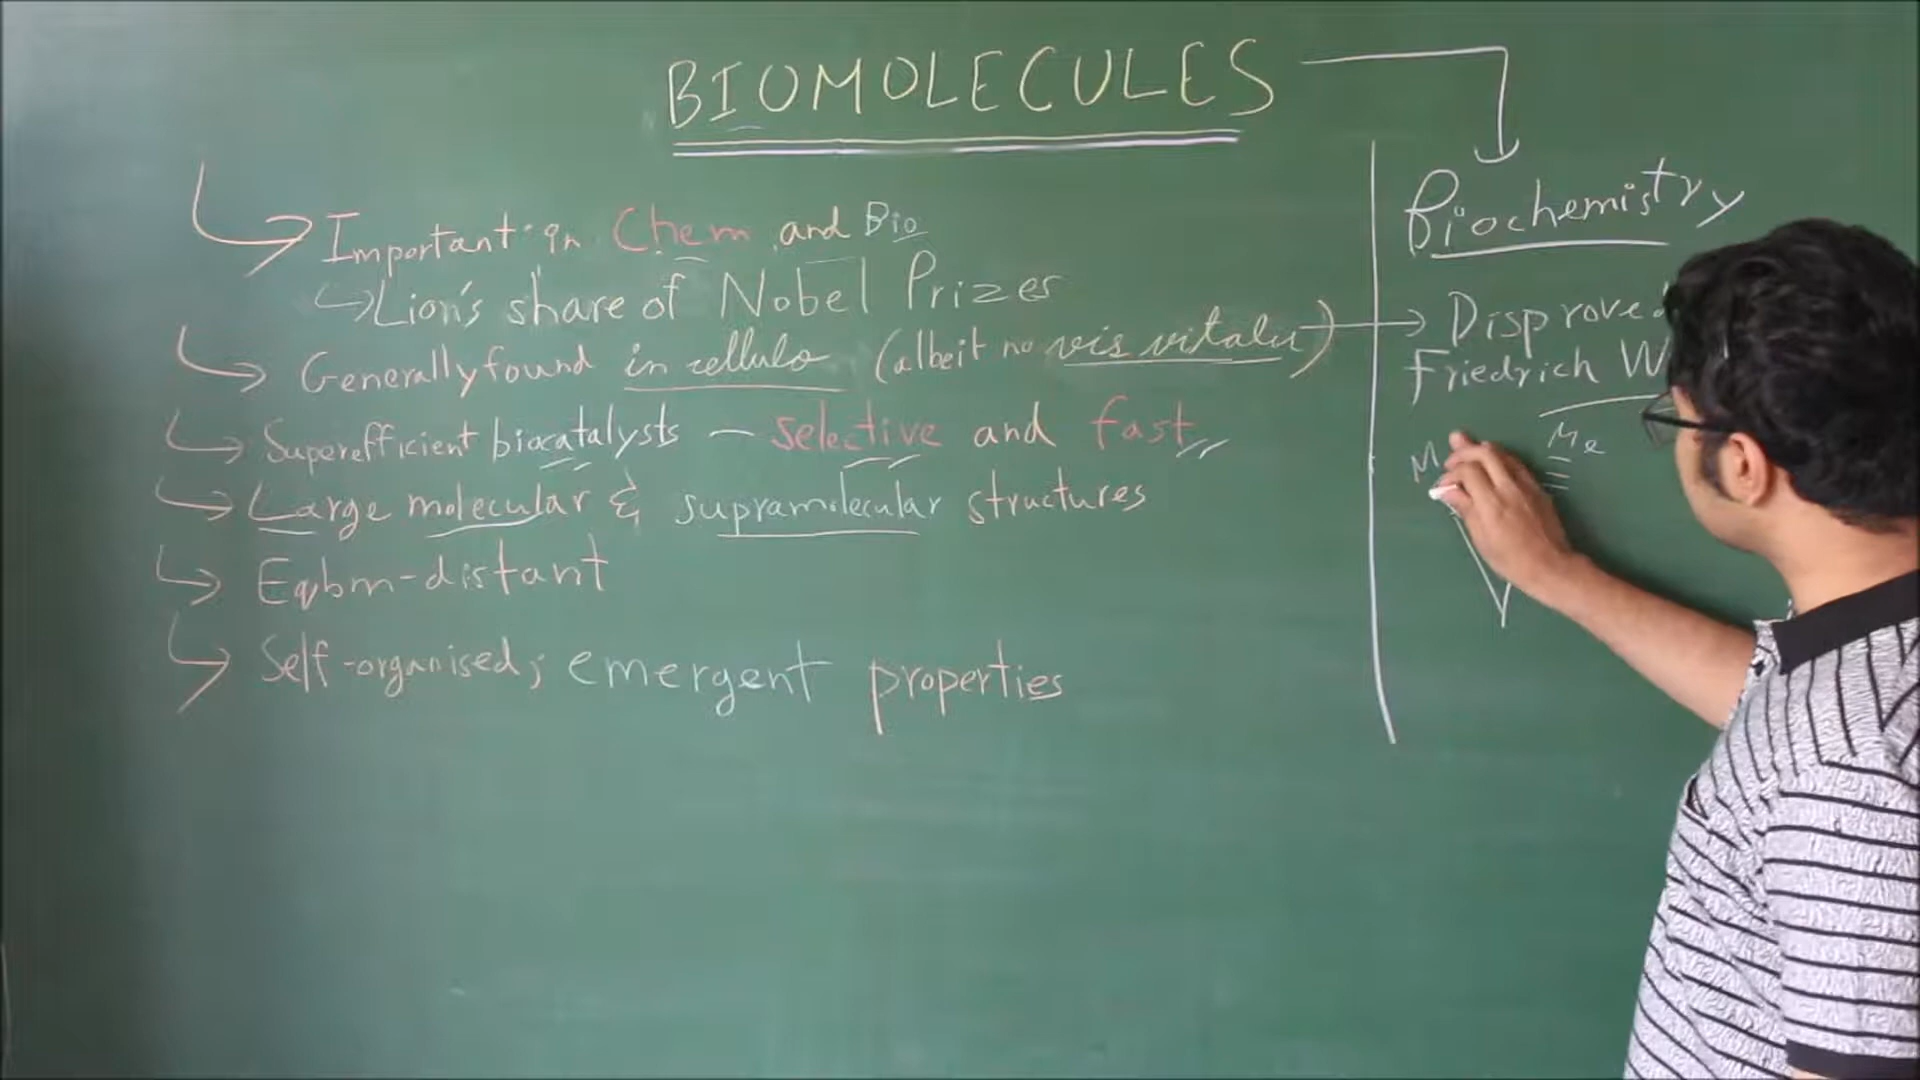 BIOMOLECULES
Important in Chem and Bio
Lion's share of Nobel Prizes
Generally found in cellulo (albeit no vis vitalis)
Superefficient biocatalysts – selective and fast
Large molecular & supramolecular structures
Eqbm-distant
Self-organised; emergent properties
Biochemistry
Disproved
Friedrich W
Me
M